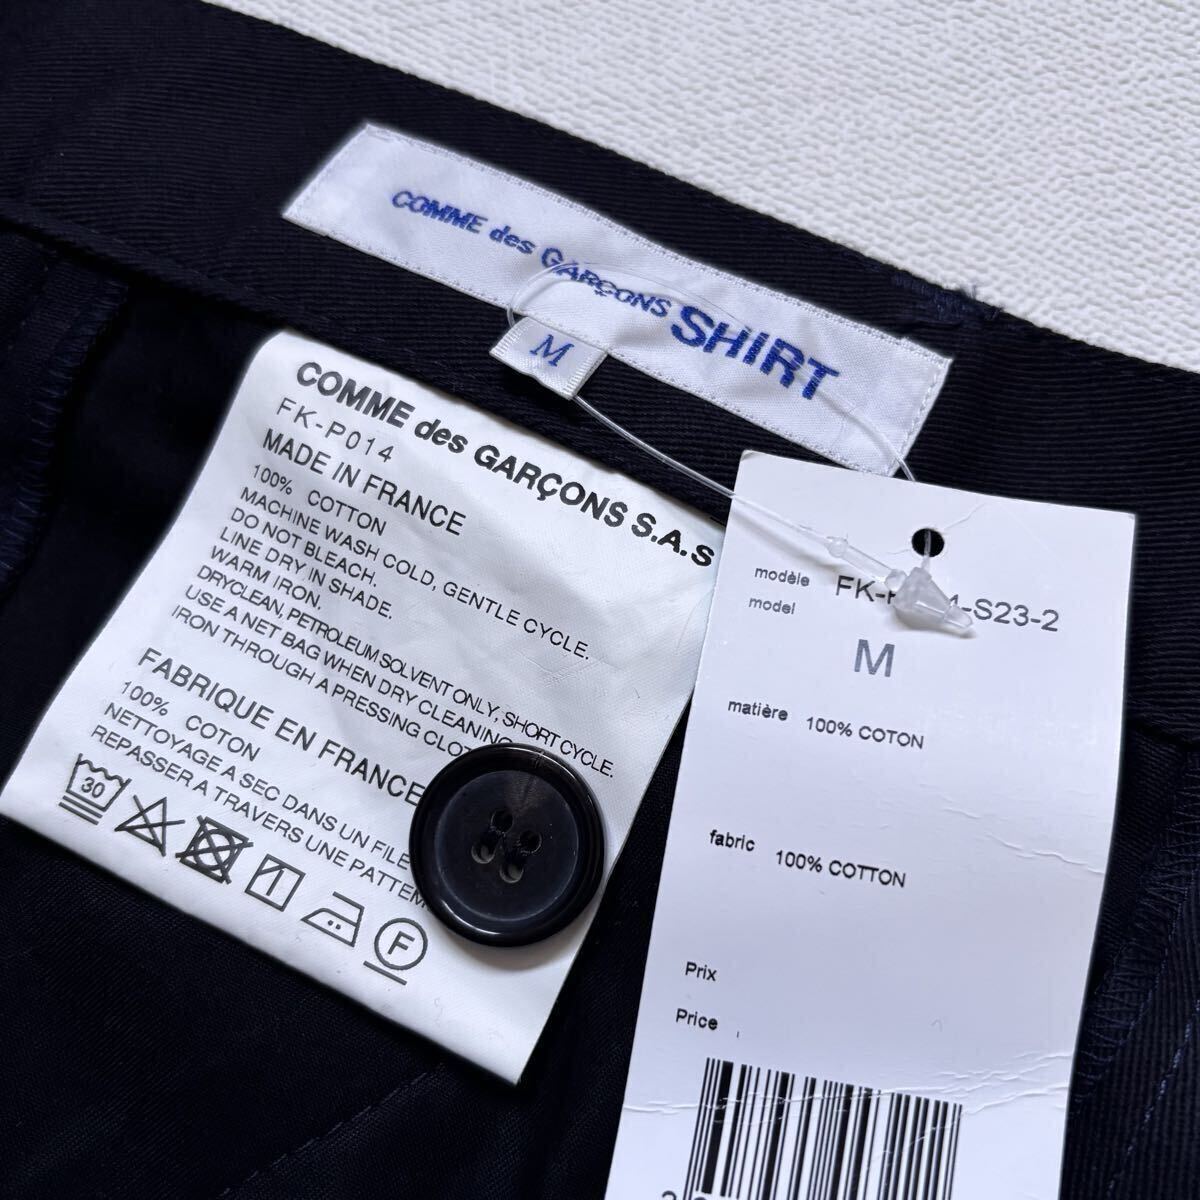 COMME des GARÇONS SHIRT
M
COMME des GARÇONS S.A.S
FK-P014
MADE IN FRANCE
100% COTTON
MACHINE WASH COLD, GENTLE CYCLE.
DO NOT BLEACH.
LINE DRY IN SHADE.
WARM IRON.
DRYCLEAN, PETROLEUM SOLVENT ONLY, SHORT CYCLE.
USE A NET BAG WHEN DRY CLEANING
IRON THROUGH A PRESSING
FABRIQUE EN FRANCE
100% COTON
NETTOYAGE A SEC DANS UN FILE
REPASSER A TRAVERS UNE
30
F
modèle
model
S23-2
M
matière 100% COTON
fabric 100% COTTON
Prix
Price